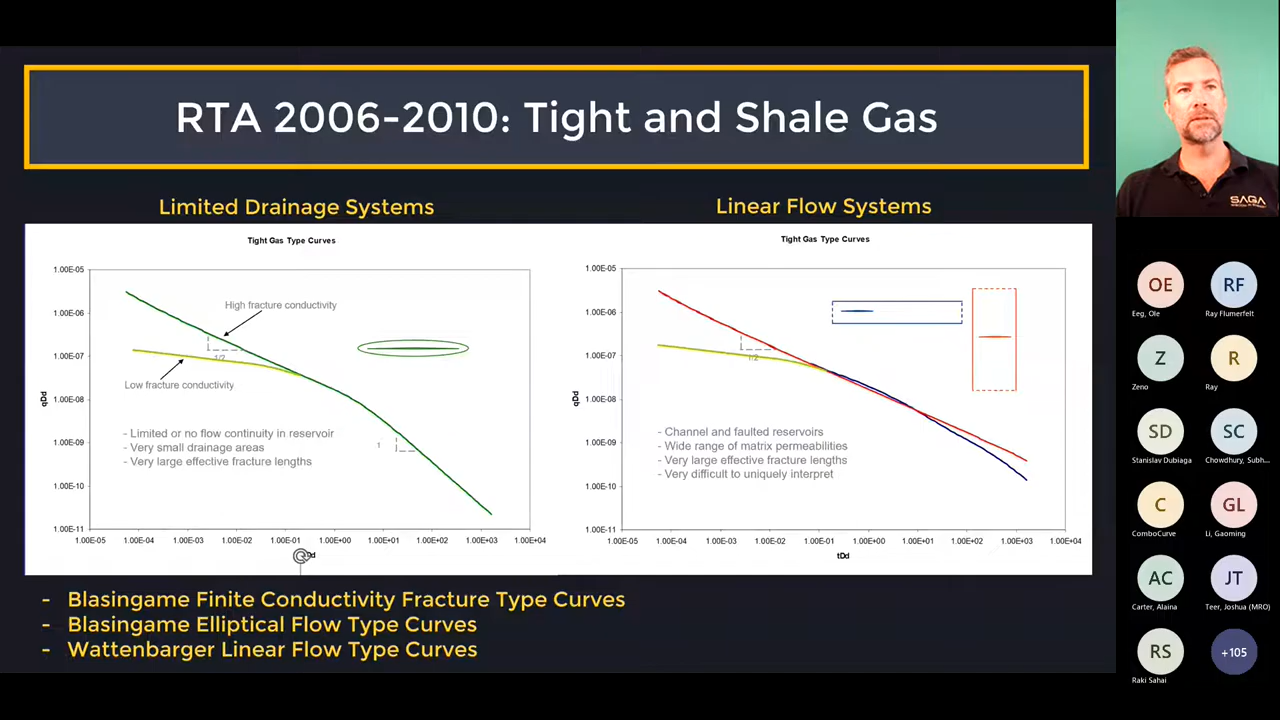 RTA 2006-2010: Tight and Shale Gas
Limited Drainage Systems
Linear Flow Systems
Tight Gas Type Curves
1.00E-05
1.00E-06
1.00E-07
1.00E-08
1.00E-09
1.00E-10
1.00E-11
qDd
High fracture conductivity
1/2
Low fracture conductivity
- Limited or no flow continuity in reservoir
- Very small drainage areas
- Very large effective fracture lengths
1
1.00E-05 1.00E-04 1.00E-03 1.00E-02 1.00E-01 1.00E+00 1.00E+01 1.00E+02 1.00E+03 1.00E+04
Tight Gas Type Curves
1.00E-05
1.00E-06
1.00E-07
1.00E-08
1.00E-09
1.00E-10
1.00E-11
qDd
1/2
- Channel and faulted reservoirs
- Wide range of matrix permeabilities
- Very large effective fracture lengths
- Very difficult to uniquely interpret
1.00E-05 1.00E-04 1.00E-03 1.00E-02 1.00E-01 1.00E+00 1.00E+01 1.00E+02 1.00E+03 1.00E+04
tDd
- Blasingame Finite Conductivity Fracture Type Curves
- Blasingame Elliptical Flow Type Curves
- Wattenbarger Linear Flow Type Curves
SAGA
OE
Eeg, Ole
RF
Ray Flumerfelt
Z
Zeno
R
Ray
SD
Stanislav Dubiaga
SC
Chowdhury, Subh...
C
ComboCurve
GL
Li, Gaoming
AC
Carter, Alaina
JT
Teer, Joshua (MRO)
RS
Raki Sahai
+105